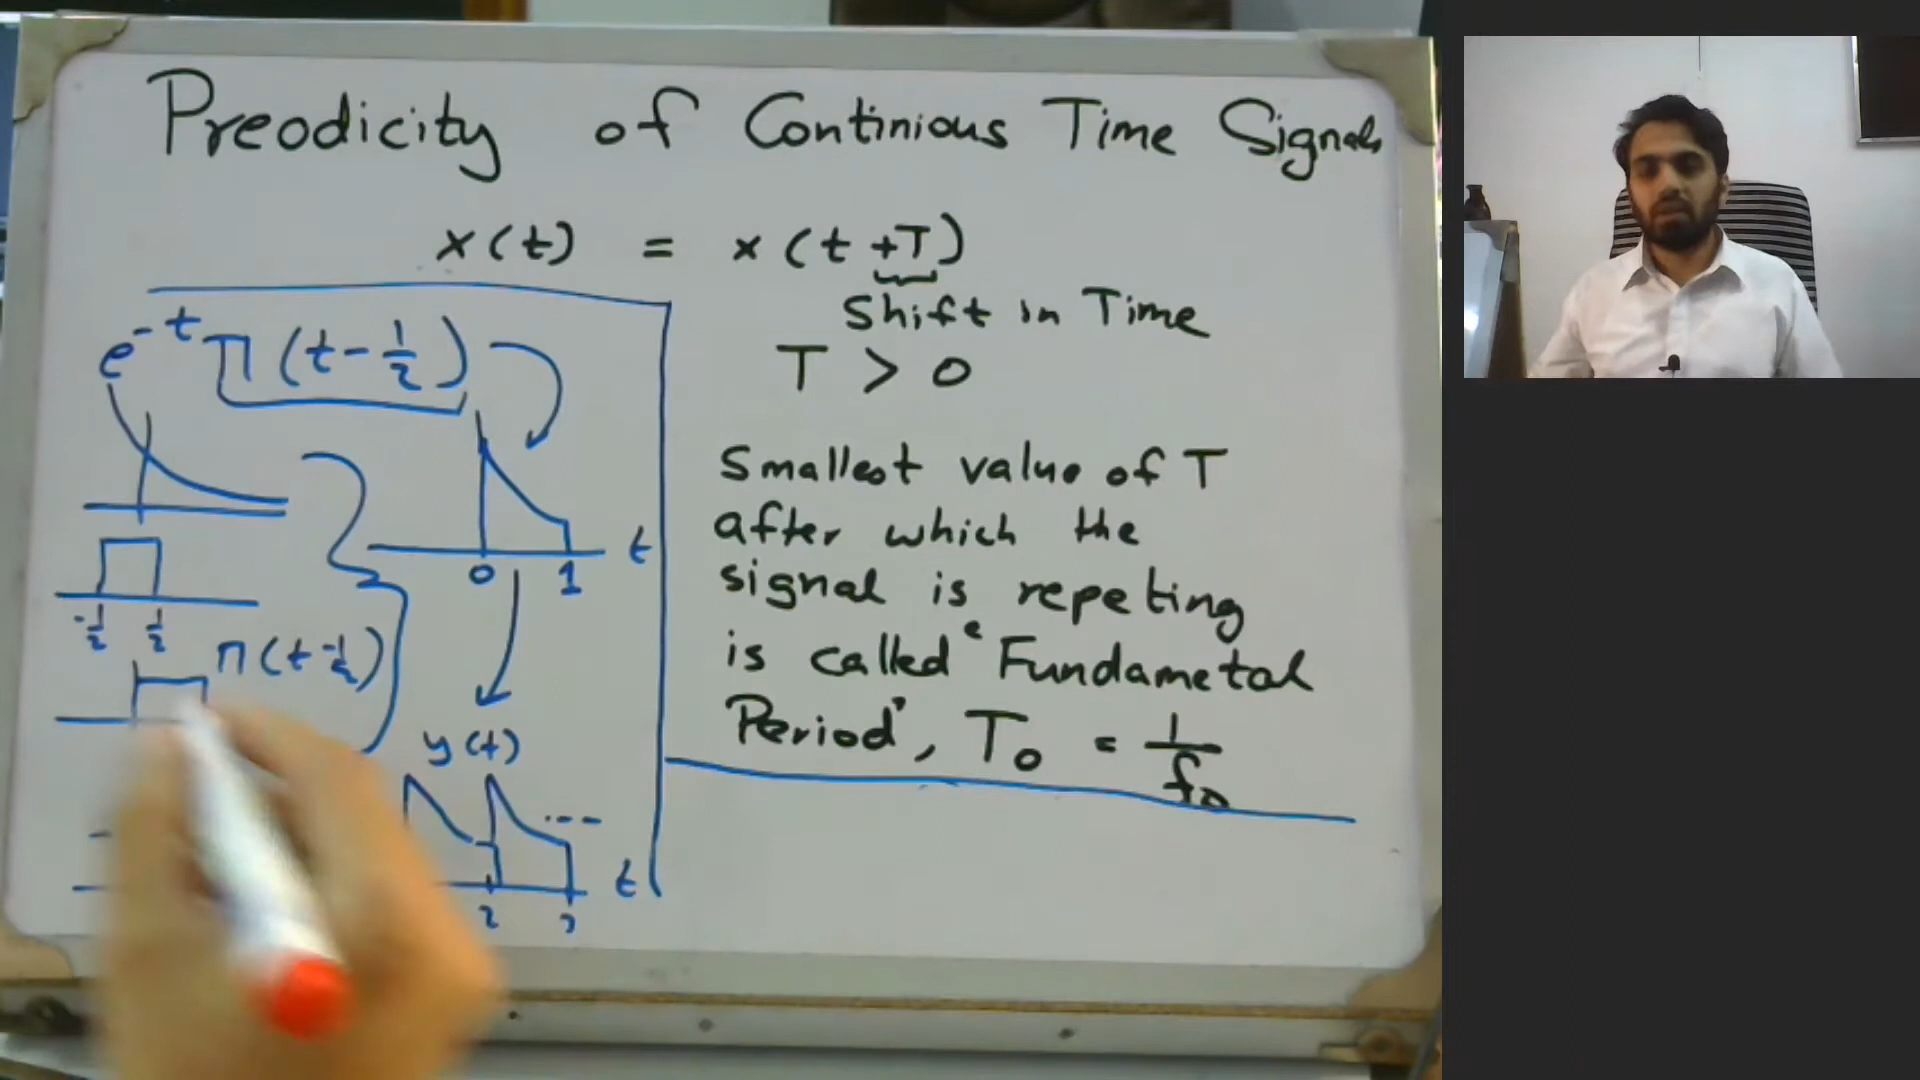 Preodicity of Continious Time Signals
x(t) = x(t+T)
Shift in Time
T > 0
Smallest value of T
after which the
signal is repeting
is called "Fundametal
Period", T₀ = 1/f₀
e^-t Π(t-1/2)
t
0 1
-1/2 1/2
Π(t-1/2)
y(t)
t
2